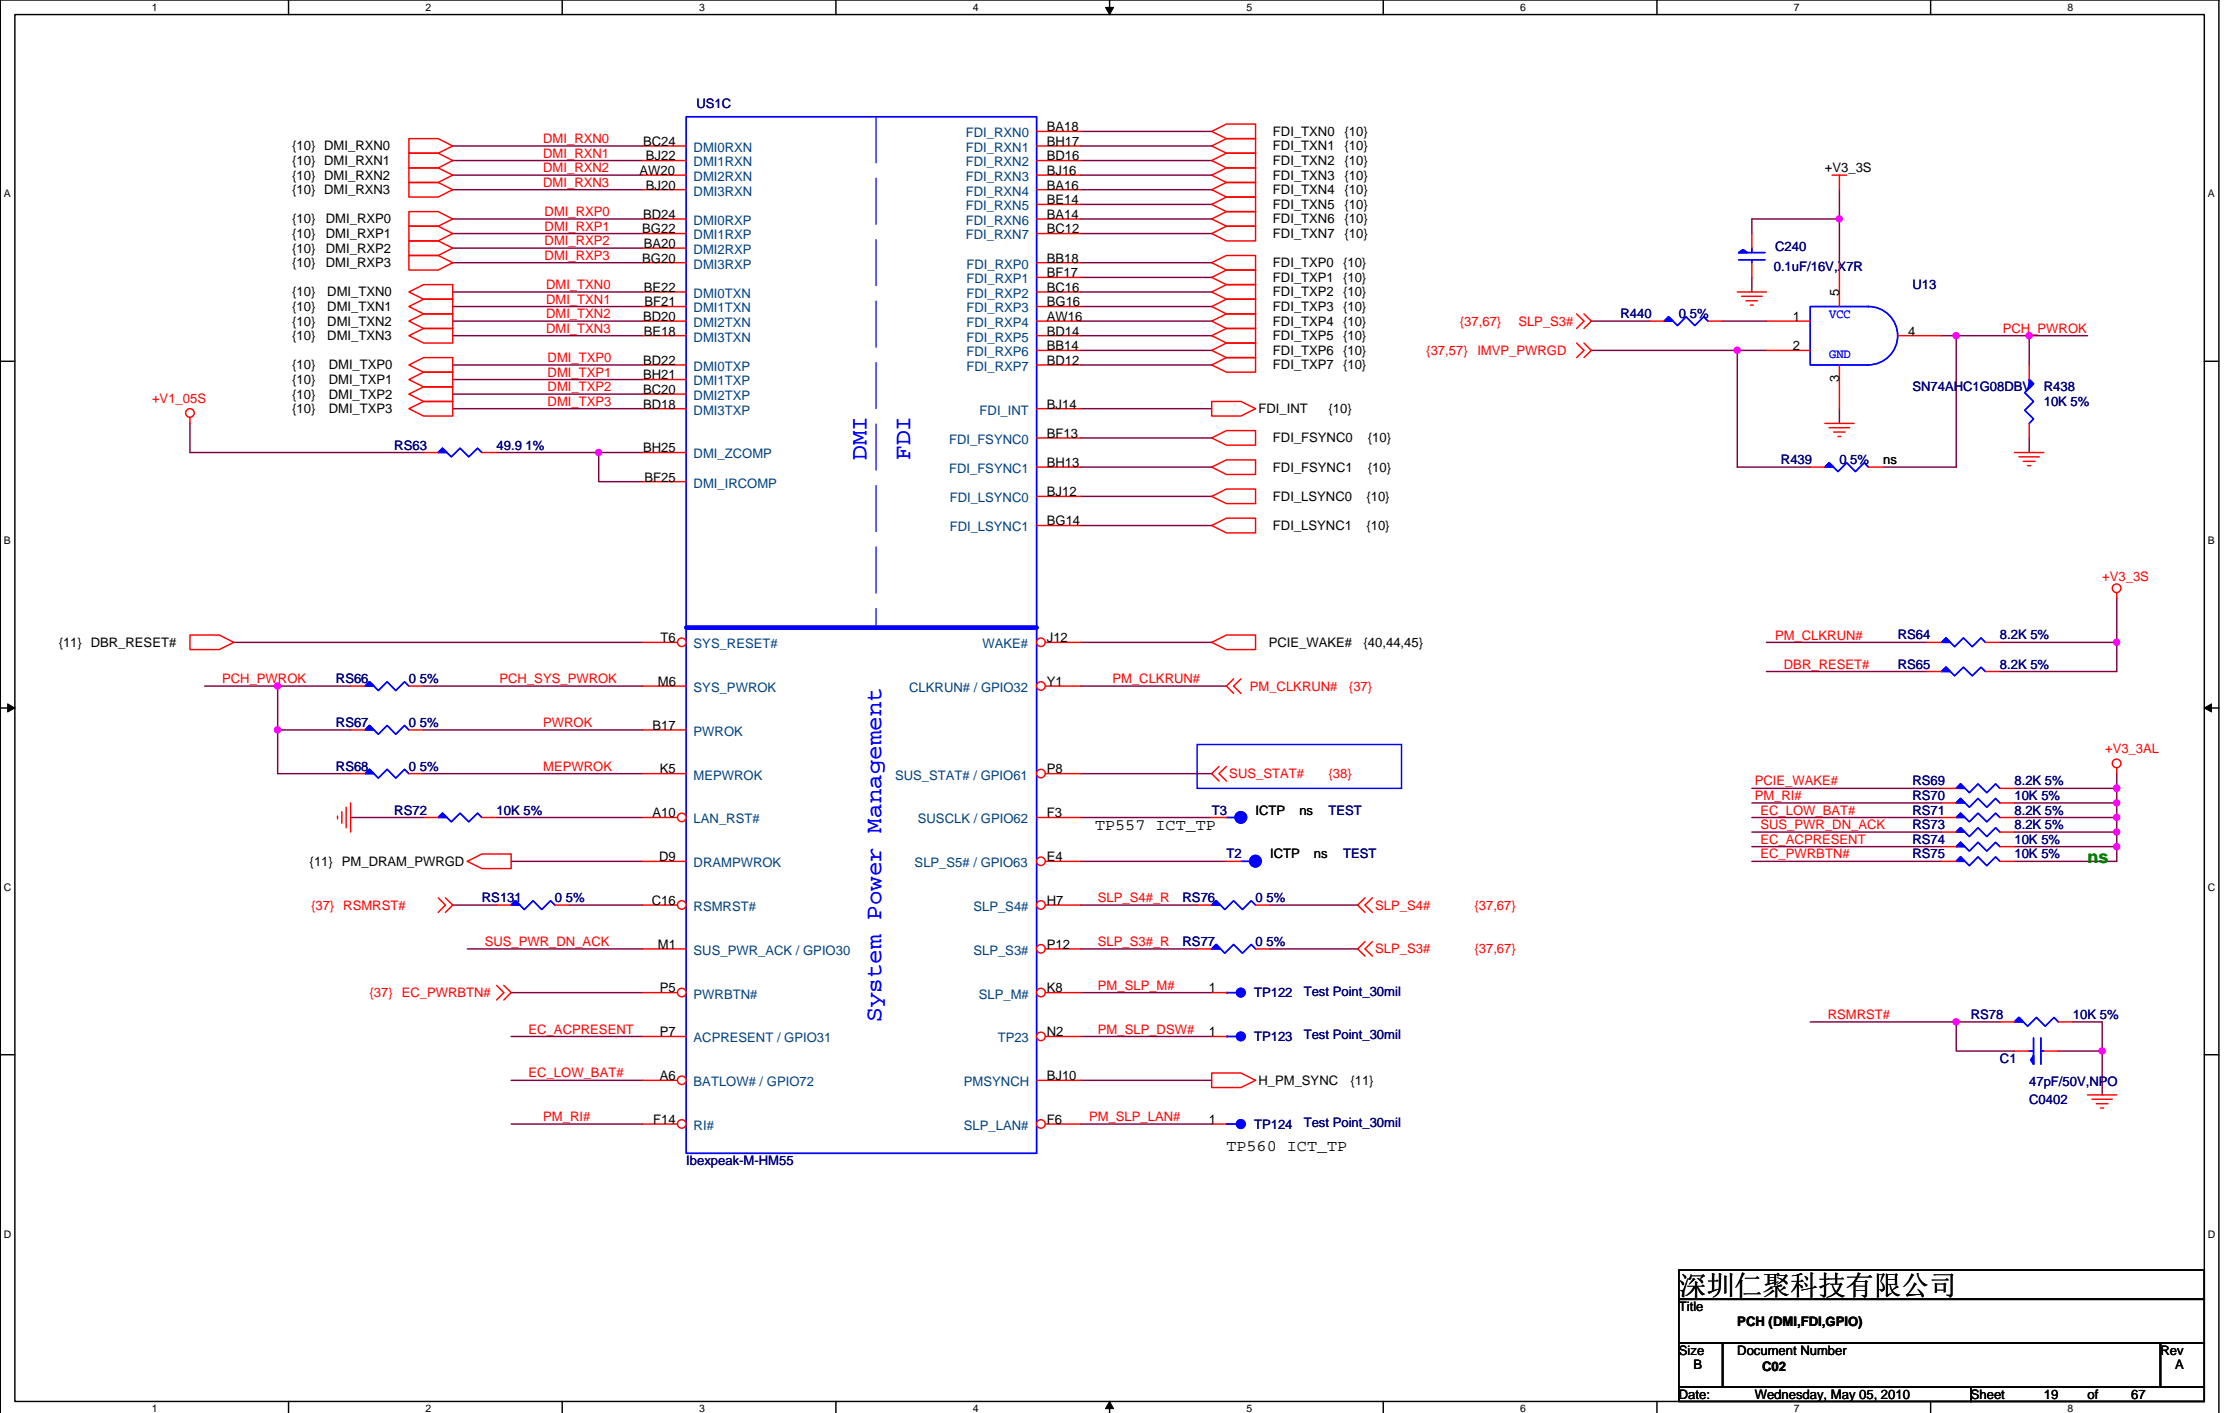 1 2 3 4 5 6 7 8
A
B
C
D
US1C
{10} DMI_RXN0 DMI_RXN0 BC24 DMI0RXN
{10} DMI_RXN1 DMI_RXN1 BJ22 DMI1RXN
{10} DMI_RXN2 DMI_RXN2 AW20 DMI2RXN
{10} DMI_RXN3 DMI_RXN3 BJ20 DMI3RXN
{10} DMI_RXP0 DMI_RXP0 BD24 DMI0RXP
{10} DMI_RXP1 DMI_RXP1 BG22 DMI1RXP
{10} DMI_RXP2 DMI_RXP2 BA20 DMI2RXP
{10} DMI_RXP3 DMI_RXP3 BG20 DMI3RXP
{10} DMI_TXN0 DMI_TXN0 BE22 DMI0TXN
{10} DMI_TXN1 DMI_TXN1 BF21 DMI1TXN
{10} DMI_TXN2 DMI_TXN2 BD20 DMI2TXN
{10} DMI_TXN3 DMI_TXN3 BE18 DMI3TXN
{10} DMI_TXP0 DMI_TXP0 BD22 DMI0TXP
{10} DMI_TXP1 DMI_TXP1 BH21 DMI1TXP
{10} DMI_TXP2 DMI_TXP2 BC20 DMI2TXP
{10} DMI_TXP3 DMI_TXP3 BD18 DMI3TXP
+V1_05S
RS63 49.9 1% BH25 DMI_ZCOMP
BF25 DMI_IRCOMP
DMI
FDI
FDI_RXN0 BA18 FDI_TXN0 {10}
FDI_RXN1 BH17 FDI_TXN1 {10}
FDI_RXN2 BD16 FDI_TXN2 {10}
FDI_RXN3 BJ16 FDI_TXN3 {10}
FDI_RXN4 BA16 FDI_TXN4 {10}
FDI_RXN5 BE14 FDI_TXN5 {10}
FDI_RXN6 BA14 FDI_TXN6 {10}
FDI_RXN7 BC12 FDI_TXN7 {10}
FDI_RXP0 BB18 FDI_TXP0 {10}
FDI_RXP1 BF17 FDI_TXP1 {10}
FDI_RXP2 BC16 FDI_TXP2 {10}
FDI_RXP3 BG16 FDI_TXP3 {10}
FDI_RXP4 AW16 FDI_TXP4 {10}
FDI_RXP5 BD14 FDI_TXP5 {10}
FDI_RXP6 BB14 FDI_TXP6 {10}
FDI_RXP7 BD12 FDI_TXP7 {10}
FDI_INT BJ14 FDI_INT {10}
FDI_FSYNC0 BF13 FDI_FSYNC0 {10}
FDI_FSYNC1 BH13 FDI_FSYNC1 {10}
FDI_LSYNC0 BJ12 FDI_LSYNC0 {10}
FDI_LSYNC1 BG14 FDI_LSYNC1 {10}
+V3_3S
C240
0.1uF/16V,X7R
U13
5
{37,67} SLP_S3# R440 0 5% 1 VCC
4 PCH_PWROK
{37,57} IMVP_PWRGD 2 GND
3
SN74AHC1G08DBV
R438
10K 5%
R439 0 5% ns
{11} DBR_RESET# T6 SYS_RESET#
PCH_PWROK RS66 0 5% PCH_SYS_PWROK M6 SYS_PWROK
RS67 0 5% PWROK B17 PWROK
RS68 0 5% MEPWROK K5 MEPWROK
RS72 10K 5% A10 LAN_RST#
{11} PM_DRAM_PWRGD D9 DRAMPWROK
{37} RSMRST# RS131 0 5% C16 RSMRST#
SUS_PWR_DN_ACK M1 SUS_PWR_ACK / GPIO30
{37} EC_PWRBTN# P5 PWRBTN#
EC_ACPRESENT P7 ACPRESENT / GPIO31
EC_LOW_BAT# A6 BATLOW# / GPIO72
PM_RI# F14 RI#
System Power Management
WAKE# J12 PCIE_WAKE# {40,44,45}
CLKRUN# / GPIO32 Y1 PM_CLKRUN# PM_CLKRUN# {37}
SUS_STAT# / GPIO61 P8 SUS_STAT# {38}
SUSCLK / GPIO62 F3 T3 ICTP ns TEST
TP557 ICT_TP
SLP_S5# / GPIO63 E4 T2 ICTP ns TEST
SLP_S4# H7 SLP_S4#_R RS76 0 5% SLP_S4# {37,67}
SLP_S3# P12 SLP_S3#_R RS77 0 5% SLP_S3# {37,67}
SLP_M# K8 PM_SLP_M# 1 TP122 Test Point_30mil
TP23 N2 PM_SLP_DSW# 1 TP123 Test Point_30mil
PMSYNCH BJ10 H_PM_SYNC {11}
SLP_LAN# F6 PM_SLP_LAN# 1 TP124 Test Point_30mil
TP560 ICT_TP
Ibexpeak-M-HM55
+V3_3S
PM_CLKRUN# RS64 8.2K 5%
DBR_RESET# RS65 8.2K 5%
+V3_3AL
PCIE_WAKE# RS69 8.2K 5%
PM_RI# RS70 10K 5%
EC_LOW_BAT# RS71 8.2K 5%
SUS_PWR_DN_ACK RS73 8.2K 5%
EC_ACPRESENT RS74 10K 5%
EC_PWRBTN# RS75 10K 5% ns
RSMRST# RS78 10K 5%
C1
47pF/50V,NPO
C0402
深圳仁聚科技有限公司
Title
PCH (DMI,FDI,GPIO)
Size Document Number Rev
B C02 A
Date: Wednesday, May 05, 2010 Sheet 19 of 67
A
B
C
D
1 2 3 4 5 6 7 8